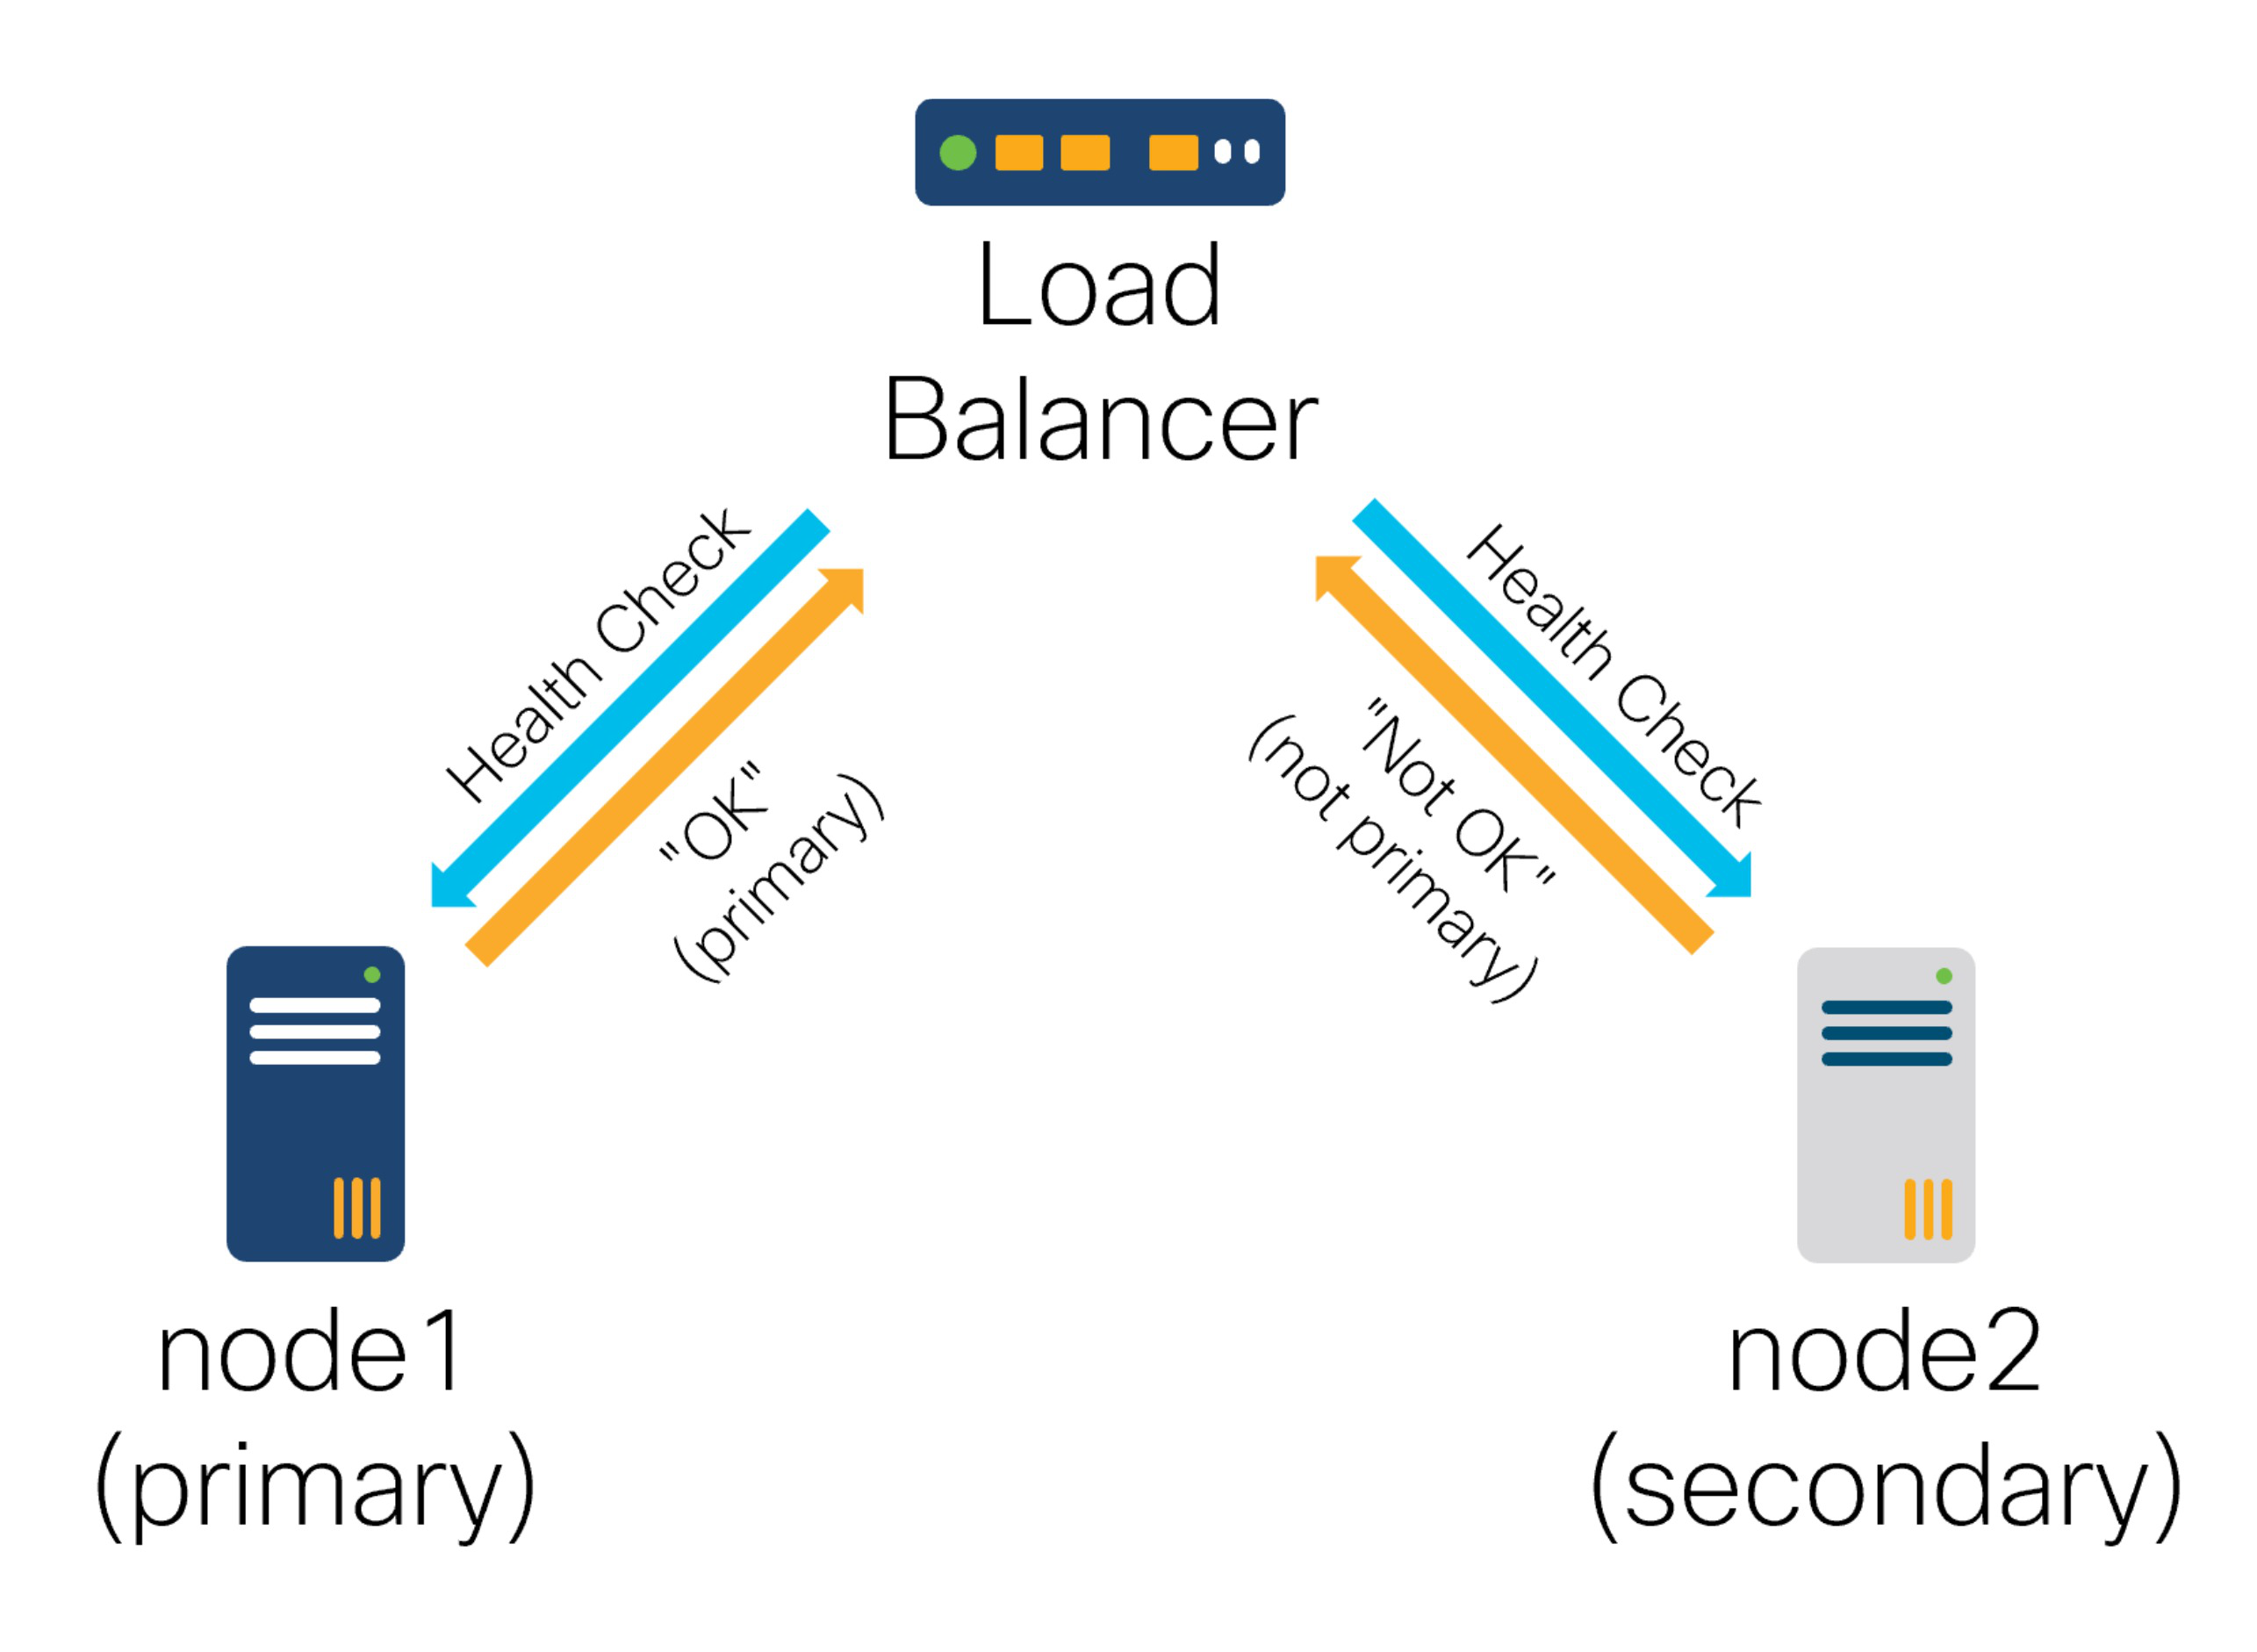 Load
Balancer
Health Check
"OK"
(primary)
Health Check
"Not OK"
(not primary)
node1
(primary)
node2
(secondary)